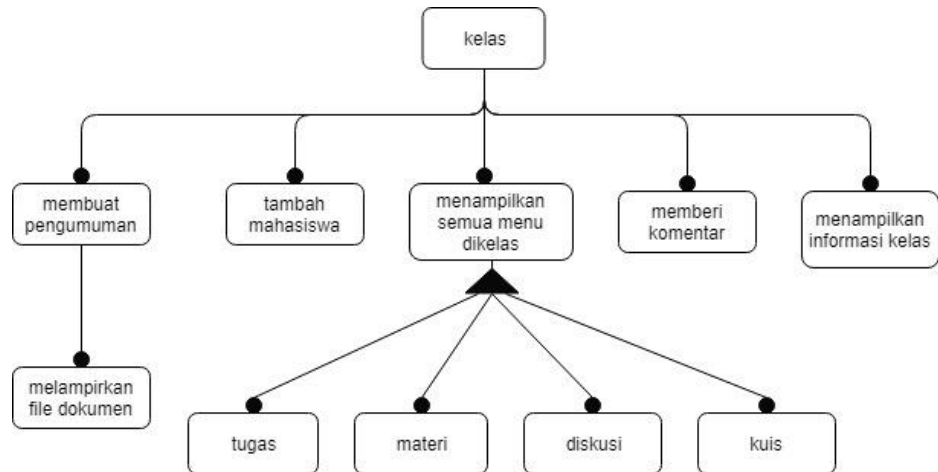 kelas
membuat
pengumuman
tambah
mahasiswa
menampilkan
semua menu
dikelas
memberi
komentar
menampilkan
informasi kelas
melampirkan
file dokumen
tugas
materi
diskusi
kuis